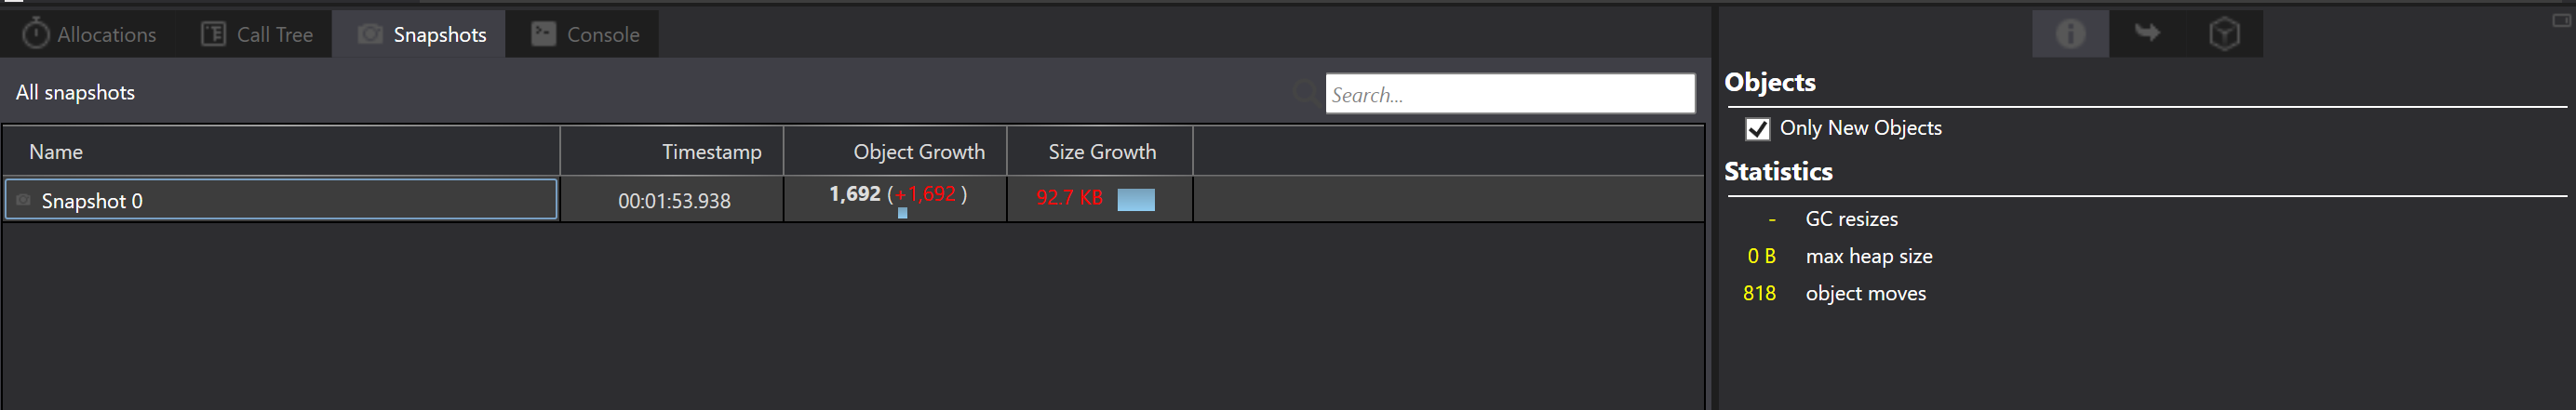 Allocations Call Tree Snapshots Console
All snapshots Search...
Name Timestamp Object Growth Size Growth
Snapshot 0 00:01:53.938 1,692 (+1,692 ) 92.7 KB
Objects
Only New Objects
Statistics
- GC resizes
0 B max heap size
818 object moves